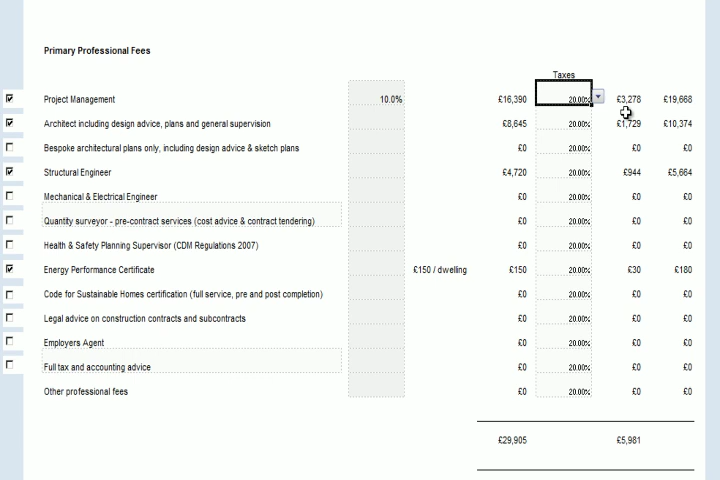 Primary Professional Fees
Taxes
Project Management 10.0% £16,390 20.00% £3,278 £19,668
Architect including design advice, plans and general supervision £8,645 20.00% £1,729 £10,374
Bespoke architectural plans only, including design advice & sketch plans £0 20.00% £0 £0
Structural Engineer £4,720 20.00% £944 £5,664
Mechanical & Electrical Engineer £0 20.00% £0 £0
Quantity surveyor - pre-contract services (cost advice & contract tendering) £0 20.00% £0 £0
Health & Safety Planning Supervisor (CDM Regulations 2007) £0 20.00% £0 £0
Energy Performance Certificate £150 / dwelling £150 20.00% £30 £180
Code for Sustainable Homes certification (full service, pre and post completion) £0 20.00% £0 £0
Legal advice on construction contracts and subcontracts £0 20.00% £0 £0
Employers Agent £0 20.00% £0 £0
Full tax and accounting advice £0 20.00% £0 £0
Other professional fees £0 20.00% £0 £0
£29,905 £5,981